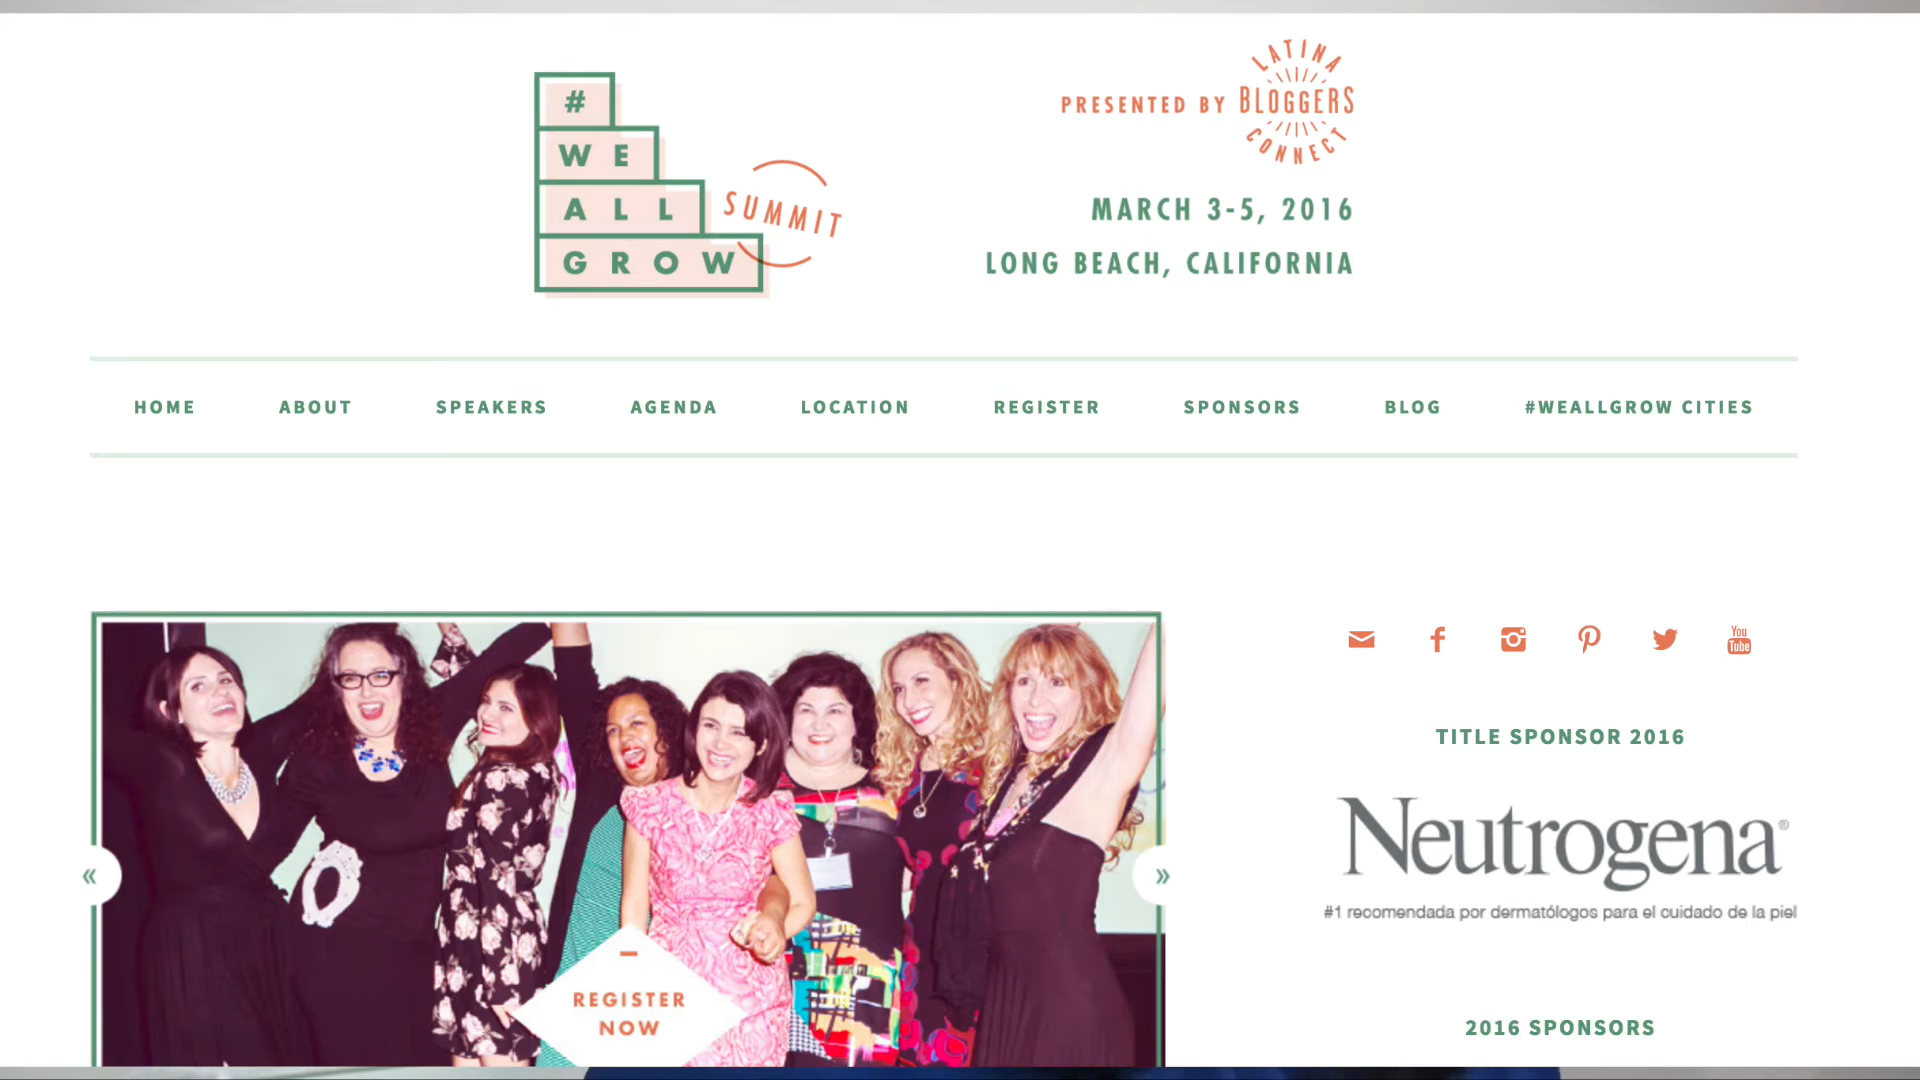 #
WE
ALL
GROW
SUMMIT
PRESENTED BY
LATINA
BLOGGERS
CONNECT
MARCH 3-5, 2016
LONG BEACH, CALIFORNIA
HOME ABOUT SPEAKERS AGENDA LOCATION REGISTER SPONSORS BLOG #WEALLGROW CITIES
«
»
REGISTER
NOW
You
Tube
TITLE SPONSOR 2016
Neutrogena®
#1 recomendada por dermatólogos para el cuidado de la piel
2016 SPONSORS